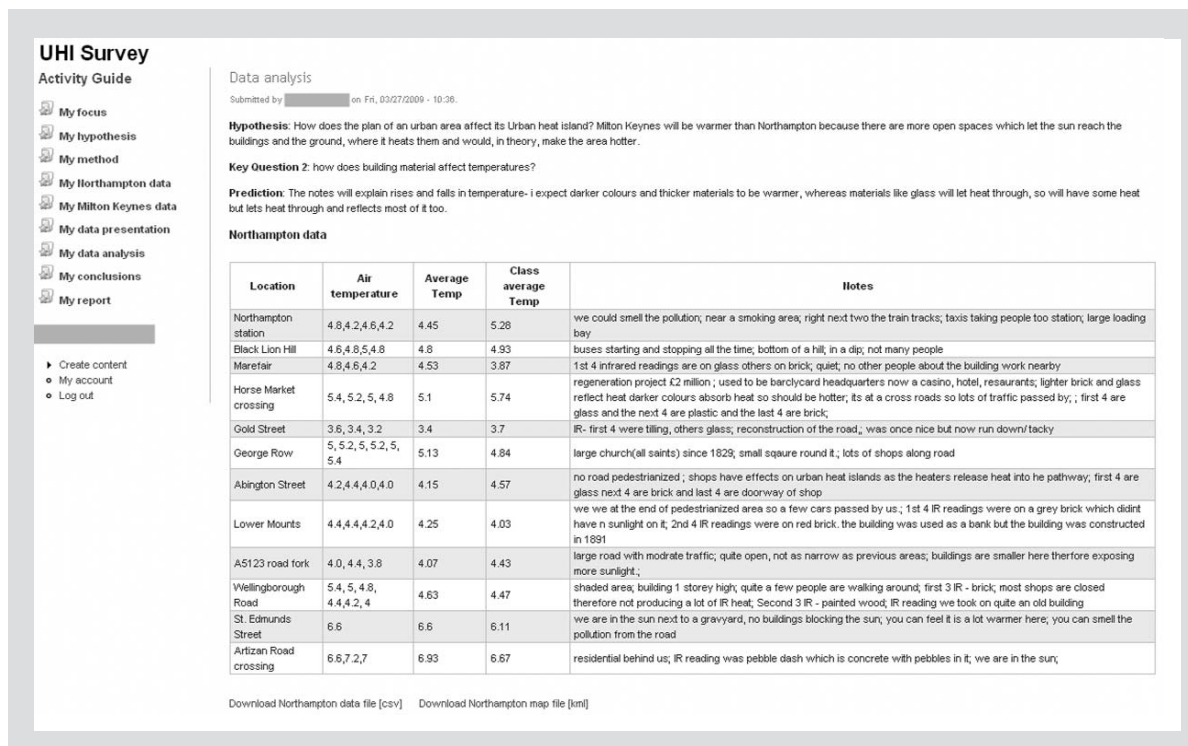 UHI Survey
Activity Guide
My focus
My hypothesis
My method
My Northampton data
My Milton Keynes data
My data presentation
My data analysis
My conclusions
My report
Create content
My account
Log out
Data analysis
Submitted by on Fri, 03/27/2009 - 10:36.
Hypothesis: How does the plan of an urban area affect its Urban heat island? Milton Keynes will be warmer than Northampton because there are more open spaces which let the sun reach the
buildings and the ground, where it heats them and would, in theory, make the area hotter.
Key Question 2: how does building material affect temperatures?
Prediction: The notes will explain rises and falls in temperature- i expect darker colours and thicker materials to be warmer, whereas materials like glass will let heat through, so will have some heat
but lets heat through and reflects most of it too.
Northampton data
Location Air temperature Average Temp Class average Temp Notes
Northampton station 4.8,4.2,4.6,4.2 4.45 5.28 we could smell the pollution; near a smoking area; right next two the train tracks; taxis taking people too station; large loading
bay
Black Lion Hill 4.6,4.8,5,4.8 4.8 4.93 buses starting and stopping all the time; bottom of a hill; in a dip; not many people
Marefair 4.8,4.6,4.2 4.53 3.87 1st 4 infrared readings are on glass others on brick; quiet; no other people about the building work nearby
Horse Market crossing 5.4, 5.2, 5, 4.8 5.1 5.74 regeneration project £2 million ; used to be barclycard headquarters now a casino, hotel, resaurants; lighter brick and glass
reflect heat darker colours absorb heat so should be hotter; its at a cross roads so lots of traffic passed by; ; first 4 are
glass and the next 4 are plastic and the last 4 are brick;
Gold Street 3.6, 3.4, 3.2 3.4 3.7 IR- first 4 were tilling, others glass; reconstruction of the road,; was once nice but now run down/ tacky
George Row 5, 5.2, 5, 5.2, 5, 5.4 5.13 4.84 large church(all saints) since 1829; small sqaure round it.; lots of shops along road
Abington Street 4.2,4.4,4.0,4.0 4.15 4.57 no road pedestrianized ; shops have effects on urban heat islands as the heaters release heat into he pathway; first 4 are
glass next 4 are brick and last 4 are doorway of shop
Lower Mounts 4.4,4.4,4.2,4.0 4.25 4.03 we we at the end of pedestrianized area so a few cars passed by us.; 1st 4 IR readings were on a grey brick which didint
have n sunlight on it; 2nd 4 IR readings were on red brick. the building was used as a bank but the building was constructed
in 1891
A5123 road fork 4.0, 4.4, 3.8 4.07 4.43 large road with modrate traffic; quite open, not as narrow as previous areas; buildings are smaller here therfore exposing
more sunlight.;
Wellingborough Road 5.4, 5, 4.8, 4.4,4.2, 4 4.63 4.47 shaded area; building 1 storey high; quite a few people are walking around; first 3 IR - brick; most shops are closed
therefore not producing a lot of IR heat; Second 3 IR - painted wood; IR reading we took on quite an old building
St. Edmunds Street 6.6 6.6 6.11 we are in the sun next to a gravyard, no buildings blocking the sun; you can feel it is a lot warmer here; you can smell the
pollution from the road
Artizan Road crossing 6.6,7.2,7 6.93 6.67 residential behind us; IR reading was pebble dash which is concrete with pebbles in it; we are in the sun;
Download Northampton data file [csv] Download Northampton map file [kml]